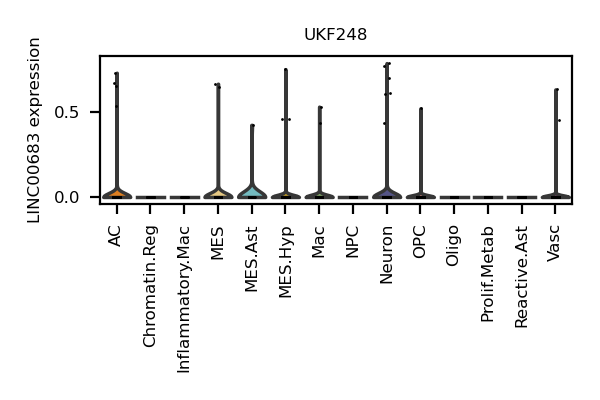 UKF248
LINC00683 expression
0.5
0.0
AC
Chromatin.Reg
Inflammatory.Mac
MES
MES.Ast
MES.Hyp
Mac
NPC
Neuron
OPC
Oligo
Prolif.Metab
Reactive.Ast
Vasc